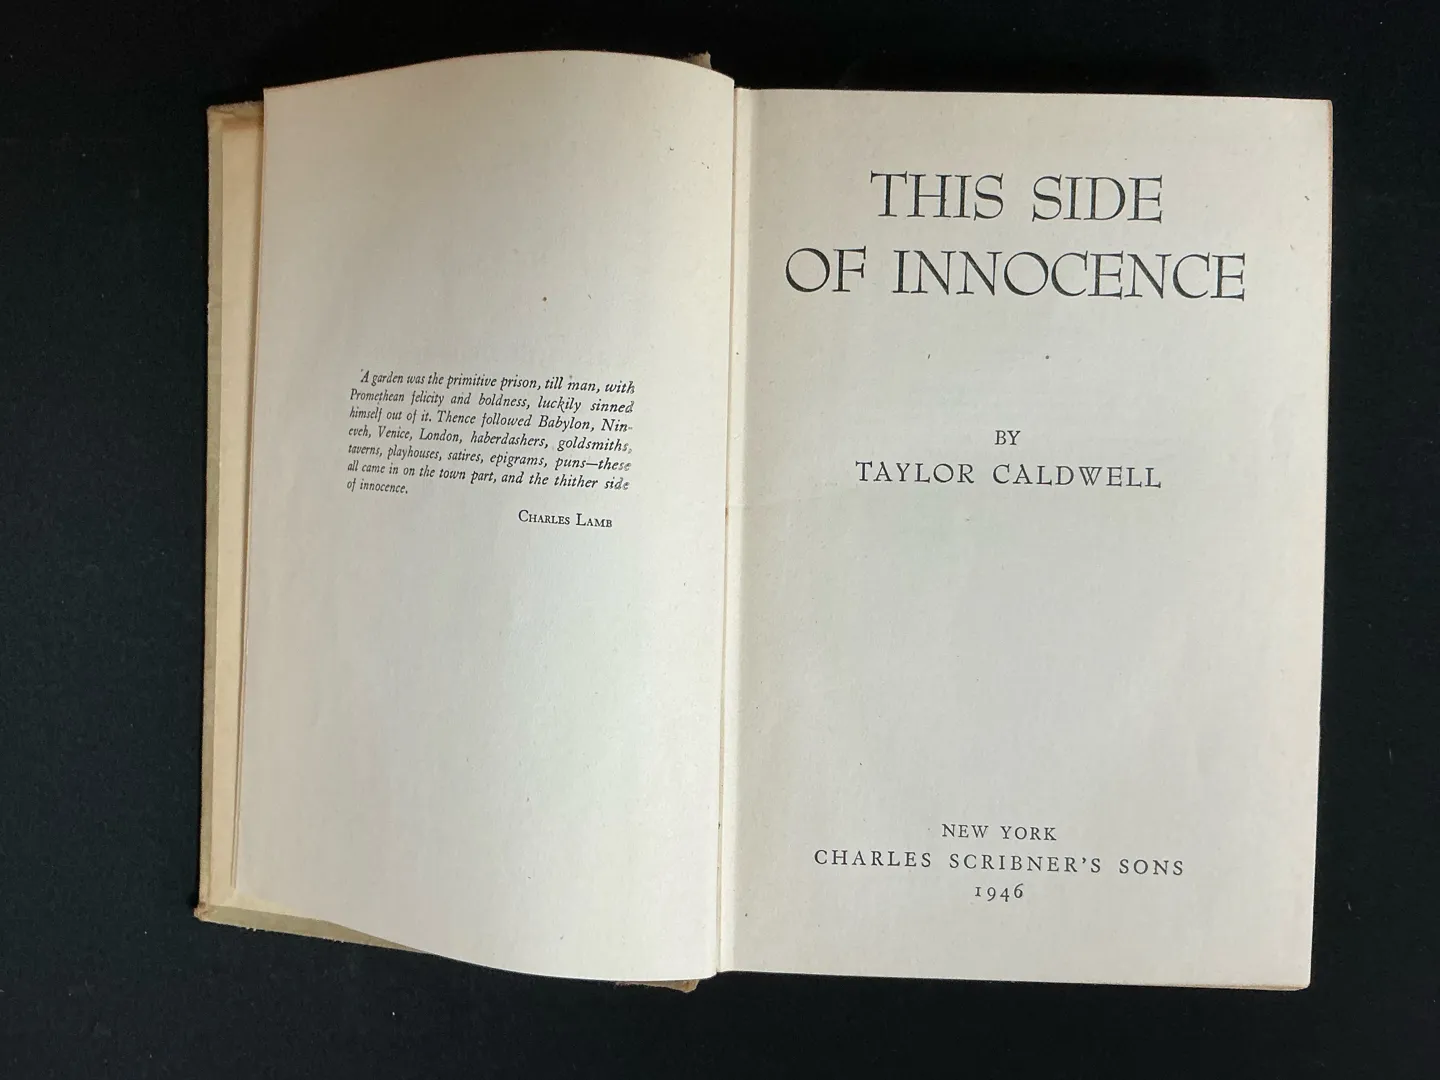 A garden was the primitive prison, till man, with
Promethean felicity and boldness, luckily sinned
himself out of it. Thence followed Babylon, Nin-
eveh, Venice, London, haberdashers, goldsmiths,
taverns, playhouses, satires, epigrams, puns—these
all came in on the town part, and the thither side
of innocence.
CHARLES LAMB
THIS SIDE
OF INNOCENCE
BY
TAYLOR CALDWELL
NEW YORK
CHARLES SCRIBNER'S SONS
1946